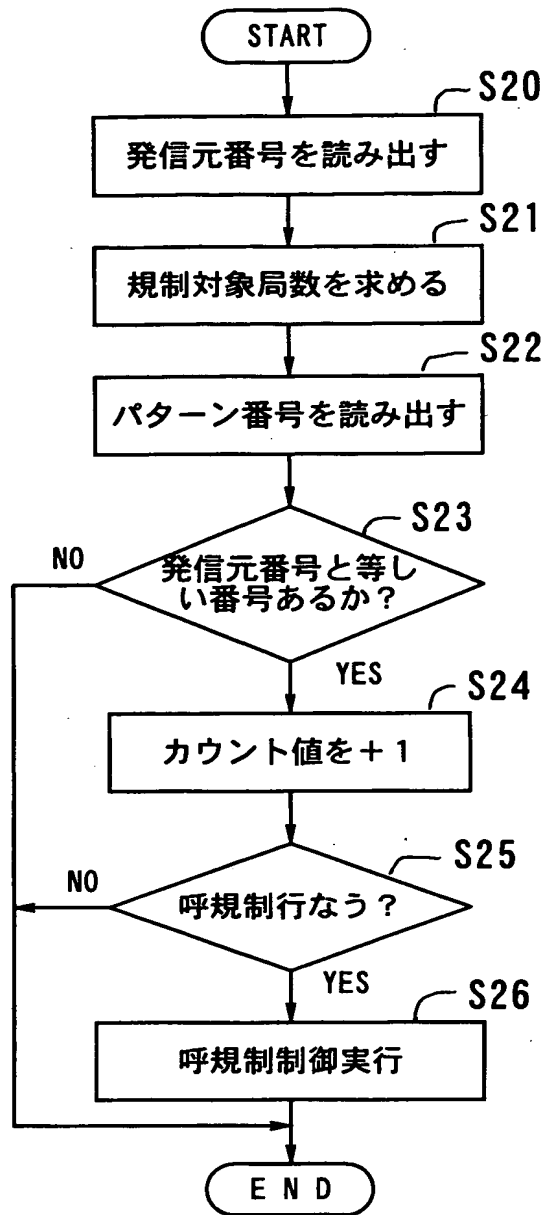 START
S20
発信元番号を読み出す
S21
規制対象局数を求める
S22
パターン番号を読み出す
S23
NO
発信元番号と等し
い番号あるか?
YES
S24
カウント値を+1
S25
NO
呼規制行なう?
YES
S26
呼規制制御実行
END